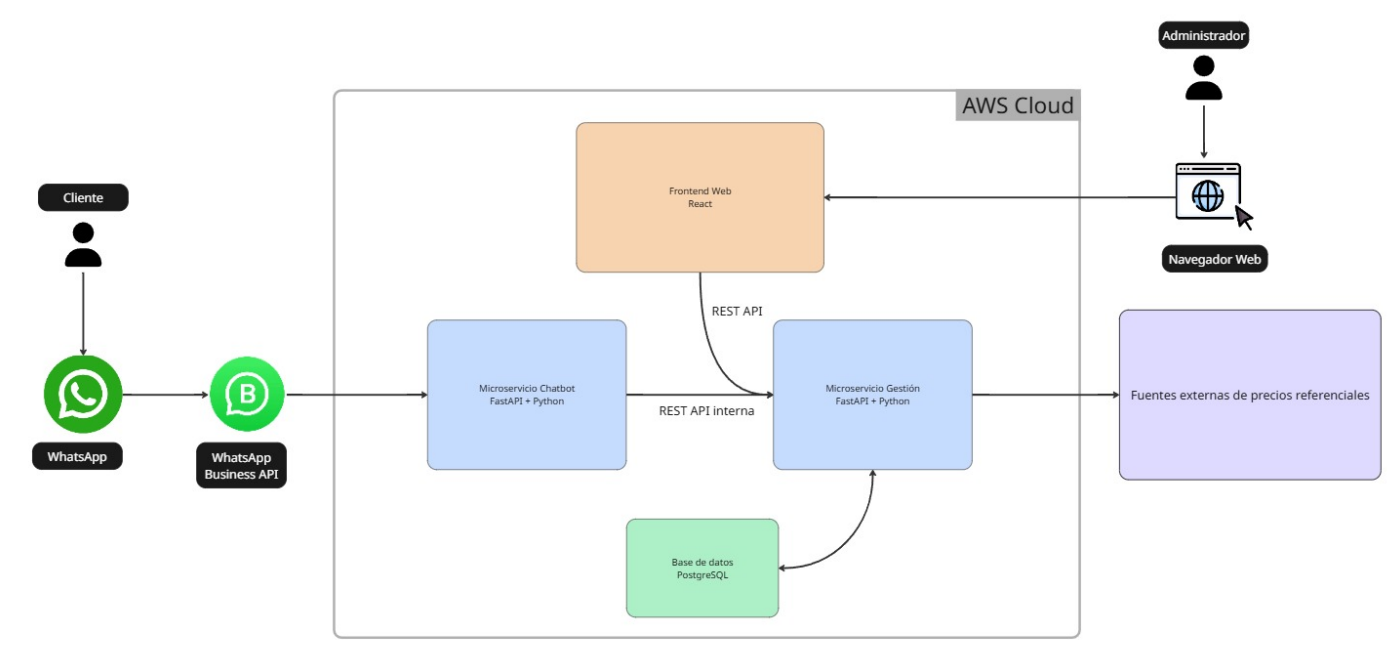 Administrador
AWS Cloud
Frontend Web
React
Cliente
Navegador Web
REST API
Microservicio Chatbot
FastAPI + Python
REST API interna
Microservicio Gestión
FastAPI + Python
Fuentes externas de precios referenciales
B
WhatsApp
WhatsApp
Business API
Base de datos
PostgreSQL